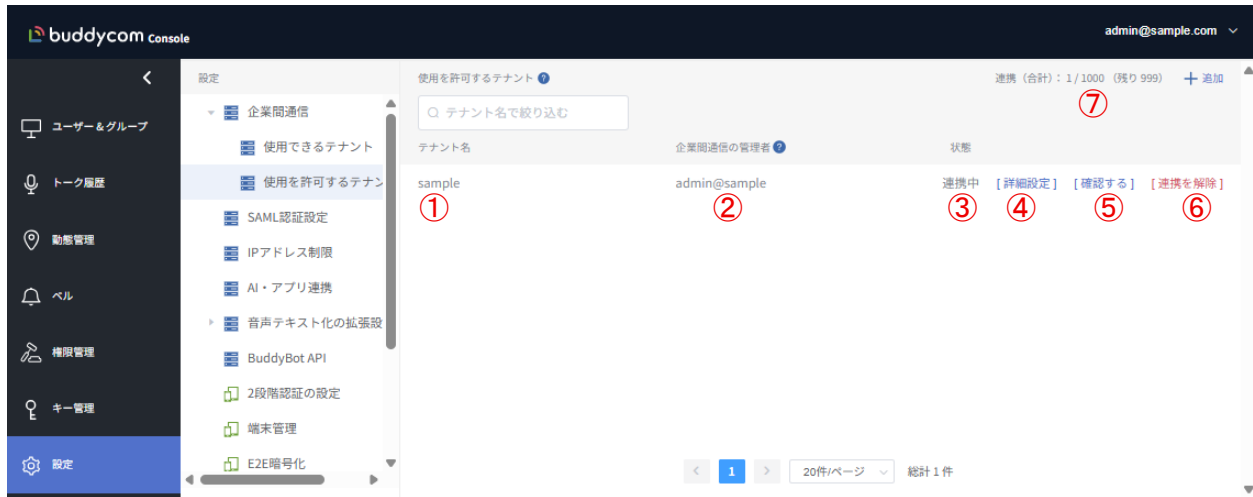 buddycom Console
admin@sample.com
ユーザー＆グループ
トーク履歴
動態管理
ベル
権限管理
キー管理
設定
設定
企業間通信
使用できるテナント
使用を許可するテナン
SAML認証設定
IPアドレス制限
AI・アプリ連携
音声テキスト化の拡張設
BuddyBot API
2段階認証の設定
端末管理
E2E暗号化
使用を許可するテナント ?
連携（合計）: 1 / 1000 （残り 999） ＋ 追加
⑦
テナント名で絞り込む
テナント名 企業間通信の管理者 ? 状態
sample admin@sample 連携中 [ 詳細設定 ] [ 確認する ] [ 連携を解除 ]
① ② ③ ④ ⑤ ⑥
< 1 > 20件/ページ 総計 1 件